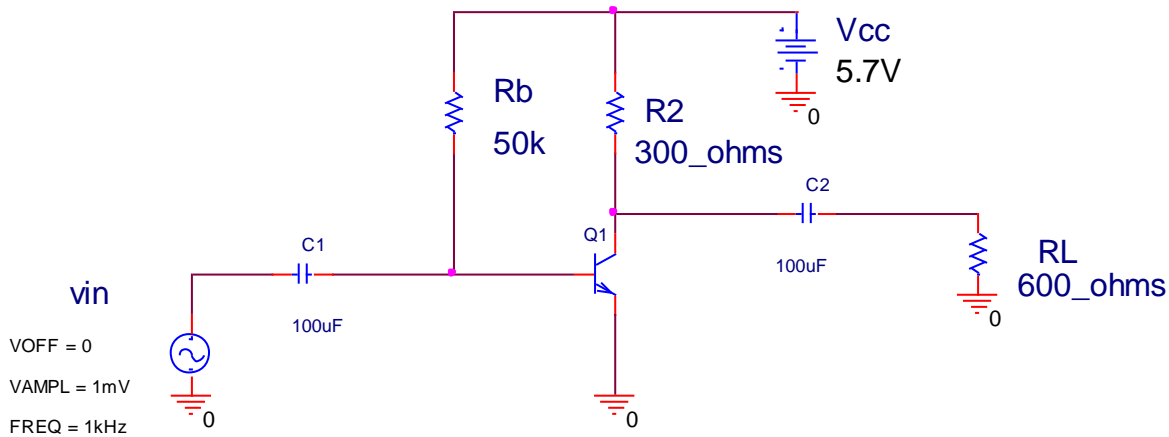 Vcc
5.7V
0
Rb
50k
R2
300_ohms
C2
100uF
Q1
C1
100uF
RL
600_ohms
0
vin
VOFF = 0
VAMPL = 1mV
FREQ = 1kHz
0
0